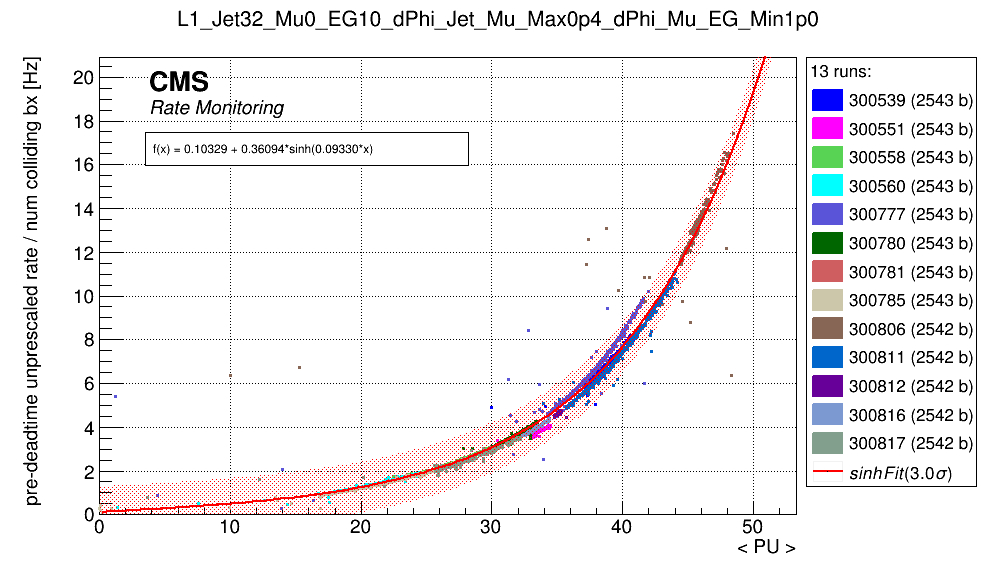 L1_Jet32_Mu0_EG10_dPhi_Jet_Mu_Max0p4_dPhi_Mu_EG_Min1p0
pre-deadtime unprescaled rate / num colliding bx [Hz]
20
18
16
14
12
10
8
6
4
2
0
CMS
Rate Monitoring
f(x) = 0.10329 + 0.36094*sinh(0.09330*x)
0 10 20 30 40 50
< PU >
13 runs:
300539 (2543 b)
300551 (2543 b)
300558 (2543 b)
300560 (2543 b)
300777 (2543 b)
300780 (2543 b)
300781 (2543 b)
300785 (2543 b)
300806 (2542 b)
300811 (2542 b)
300812 (2542 b)
300816 (2542 b)
300817 (2542 b)
sinhFit(3.0σ)